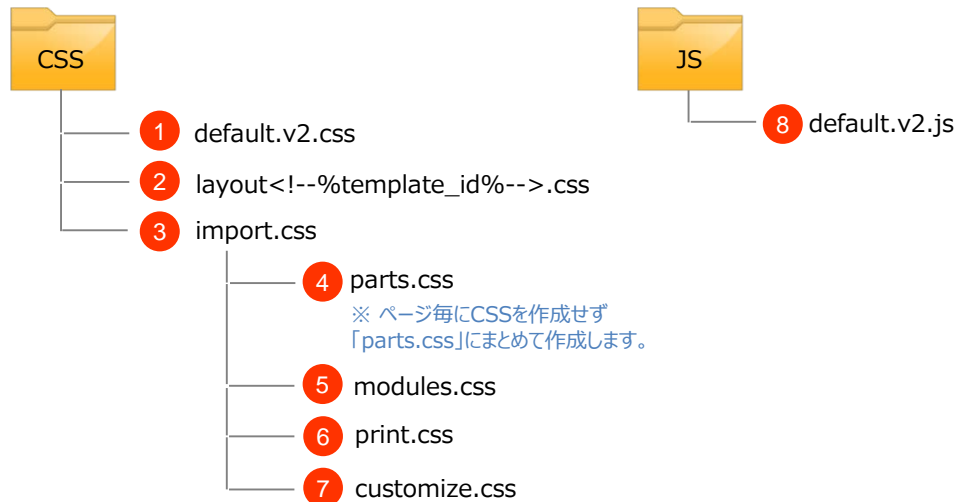 CSS
JS
1 default.v2.css
8 default.v2.js
2 layout<!--%template_id%-->.css
3 import.css
4 parts.css
※ ページ毎にCSSを作成せず
「parts.css」にまとめて作成します。
5 modules.css
6 print.css
7 customize.css